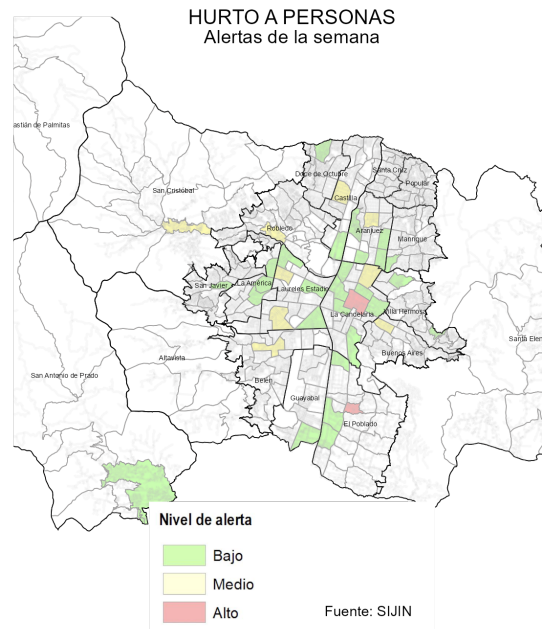 HURTO A PERSONAS
Alertas de la semana
astián de Palmitas
Doce de Octubre
Santa Cruz
Popular
San Cristóbal
Castilla
Robledo
Aranjuez
Manrique
San Javier
La América
Laureles Estadio
La Candelaria
Villa Hermosa
Santa Elen
Altavista
Buenos Aires
San Antonio de Prado
Belén
Guayabal
El Poblado
Nivel de alerta
Bajo
Medio
Alto
Fuente: SIJIN